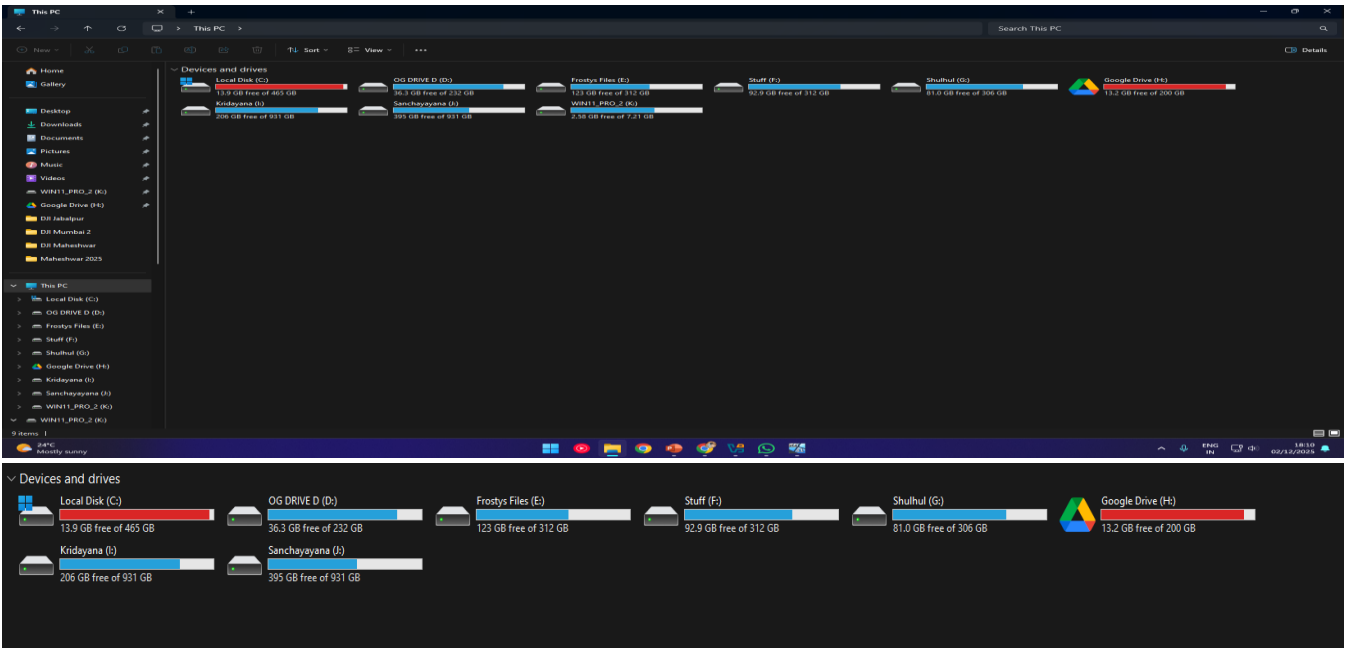 This PC
This PC
Search This PC
New
Sort
View
Details
Home
Gallery
Desktop
Downloads
Documents
Pictures
Music
Videos
WIN11_PRO_2 (K:)
Google Drive (H:)
DJI Jabalpur
DJI Mumbai 2
DJI Maheshwar
Maheshwar 2025
This PC
Local Disk (C:)
OG DRIVE D (D:)
Frostys Files (E:)
Stuff (F:)
Shulhul (G:)
Google Drive (H:)
Kridayana (I:)
Sanchayayana (J:)
WIN11_PRO_2 (K:)
WIN11_PRO_2 (K:)
Devices and drives
Local Disk (C:)
13.9 GB free of 465 GB
OG DRIVE D (D:)
36.3 GB free of 232 GB
Frostys Files (E:)
123 GB free of 312 GB
Stuff (F:)
92.9 GB free of 312 GB
Shulhul (G:)
81.0 GB free of 306 GB
Google Drive (H:)
13.2 GB free of 200 GB
Kridayana (I:)
206 GB free of 931 GB
Sanchayayana (J:)
395 GB free of 931 GB
WIN11_PRO_2 (K:)
2.58 GB free of 7.21 GB
9 items
24°C
Mostly sunny
ENG
IN
18:10
02/12/2025
Devices and drives
Local Disk (C:)
13.9 GB free of 465 GB
OG DRIVE D (D:)
36.3 GB free of 232 GB
Frostys Files (E:)
123 GB free of 312 GB
Stuff (F:)
92.9 GB free of 312 GB
Shulhul (G:)
81.0 GB free of 306 GB
Google Drive (H:)
13.2 GB free of 200 GB
Kridayana (I:)
206 GB free of 931 GB
Sanchayayana (J:)
395 GB free of 931 GB